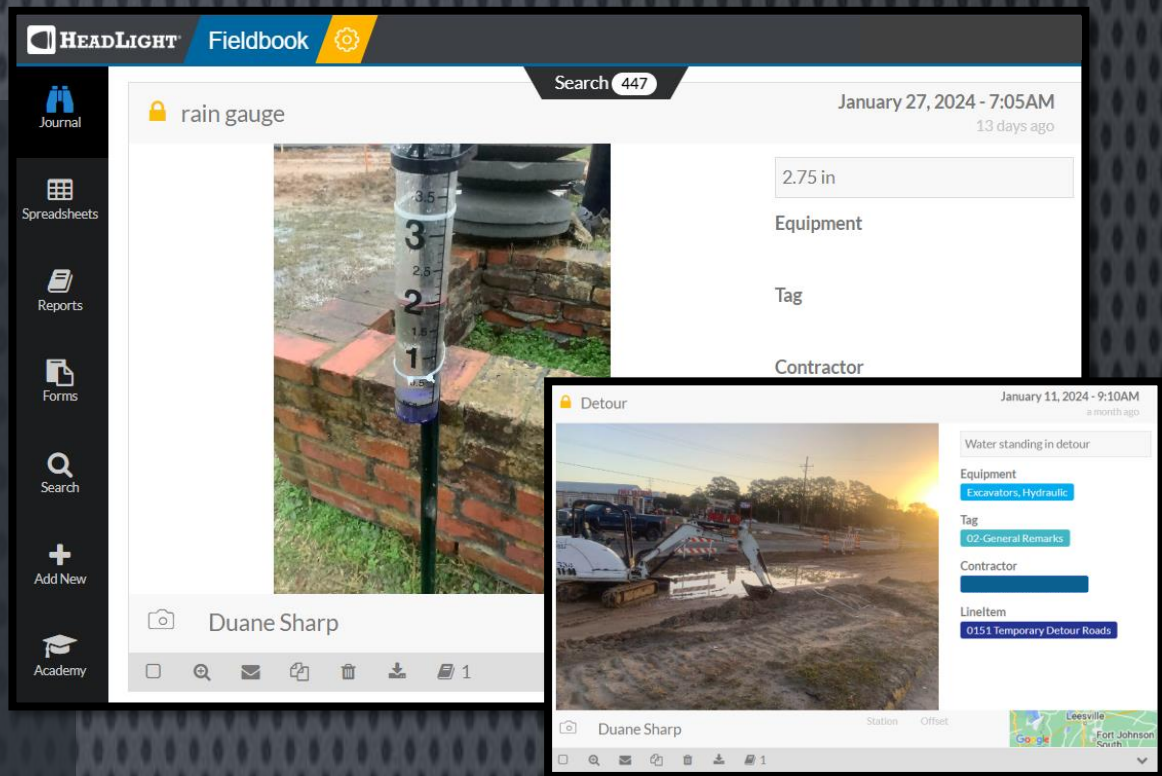 HEADLIGHT
Fieldbook
Search 447
Journal
Spreadsheets
Reports
Forms
Search
Add New
Academy
rain gauge
January 27, 2024 - 7:05AM
13 days ago
3.5
3
2.5
2
1.5
1
0.5
2.75 in
Equipment
Tag
Contractor
Duane Sharp
1
Detour
January 11, 2024 - 9:10AM
a month ago
Water standing in detour
Equipment
Excavators, Hydraulic
Tag
02-General Remarks
Contractor
LineItem
0151 Temporary Detour Roads
Duane Sharp
Station Offset
Leesville
Google
Fort Johnson
South
1